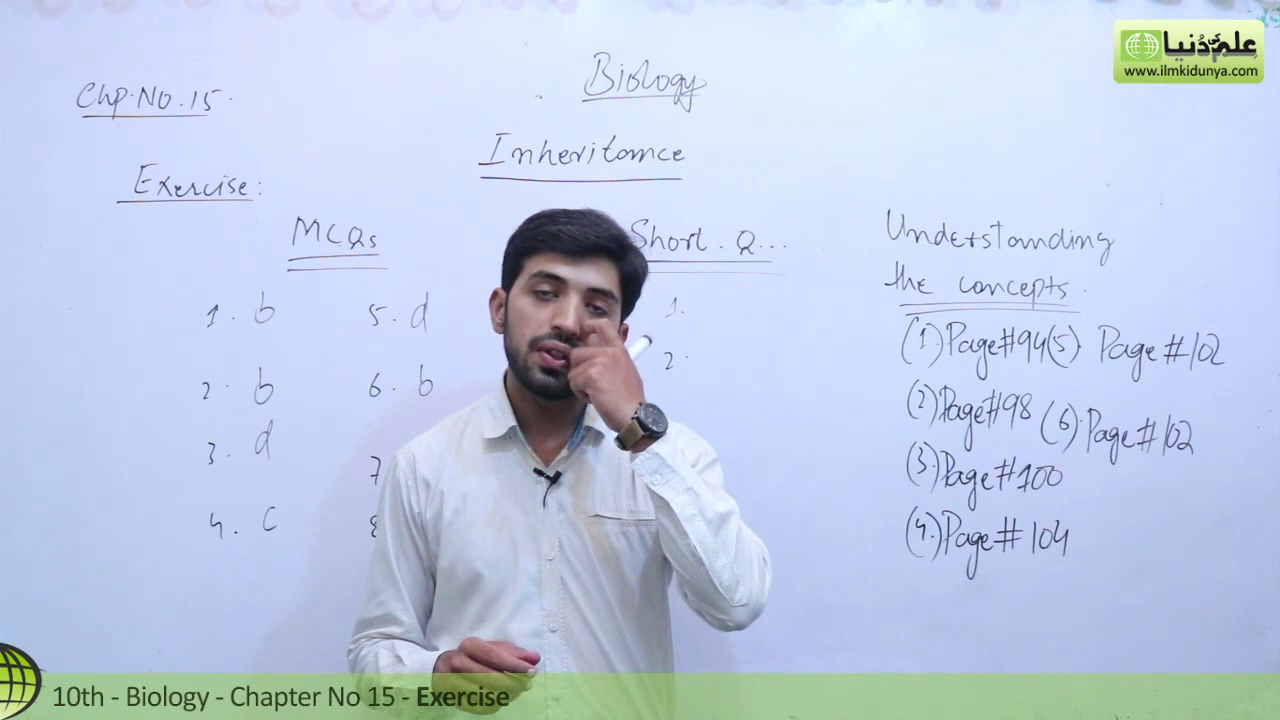 علم کی دُنیا
www.ilmkidunya.com
Biology
Chp.No.15.
Inheritance
Exercise:
MCQs
1. b
2. b
3. d
4. c
5. d
6. b
7
8
Short. Q...
1.
2.
Understanding
the concepts.
(1.) Page#94 (5). Page #102
(2) Page#98 (6). Page #102
(3.) Page#100
(4.) Page# 104
10th - Biology - Chapter No 15 - Exercise